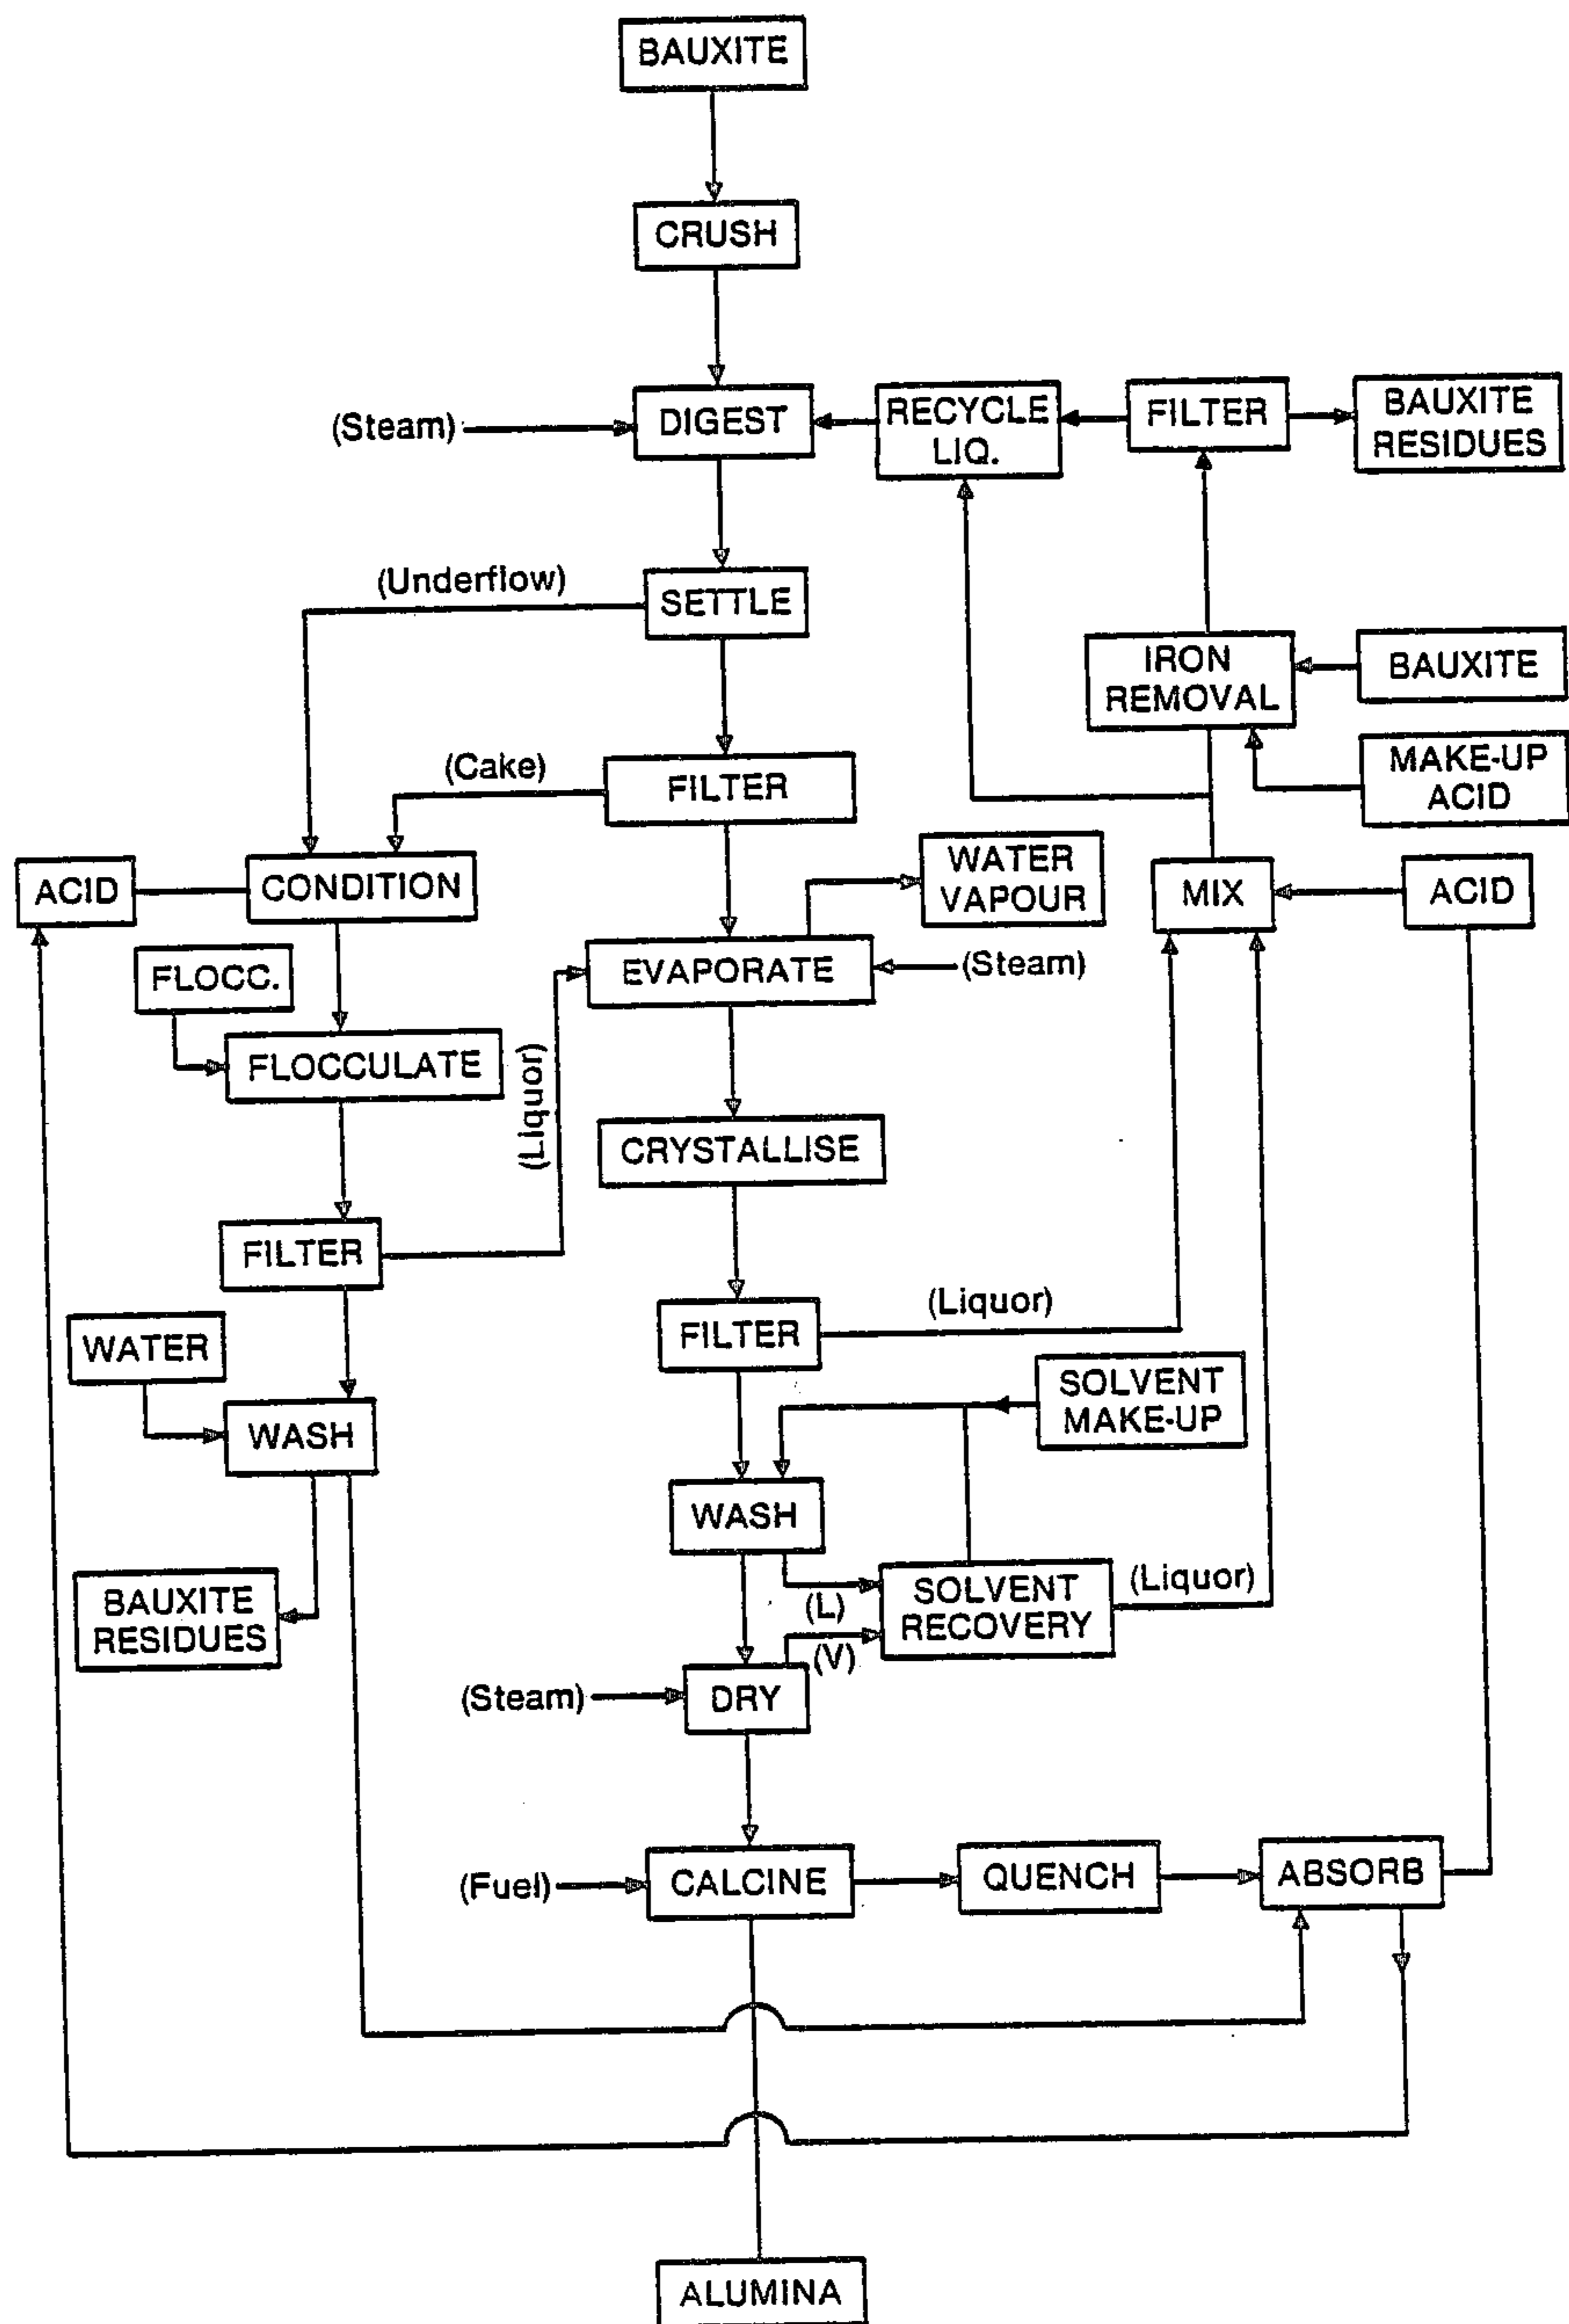 BAUXITE
CRUSH
(Steam)
DIGEST
RECYCLE
LIQ.
FILTER
BAUXITE
RESIDUES
(Underflow)
SETTLE
IRON
REMOVAL
BAUXITE
(Cake)
FILTER
MAKE-UP
ACID
ACID
CONDITION
WATER
VAPOUR
MIX
ACID
FLOCC.
EVAPORATE
(Steam)
FLOCCULATE
(Liquor)
CRYSTALLISE
FILTER
(Liquor)
WATER
FILTER
SOLVENT
MAKE-UP
WASH
WASH
BAUXITE
RESIDUES
(L)
SOLVENT
RECOVERY
(Liquor)
(V)
(Steam)
DRY
(Fuel)
CALCINE
QUENCH
ABSORB
ALUMINA